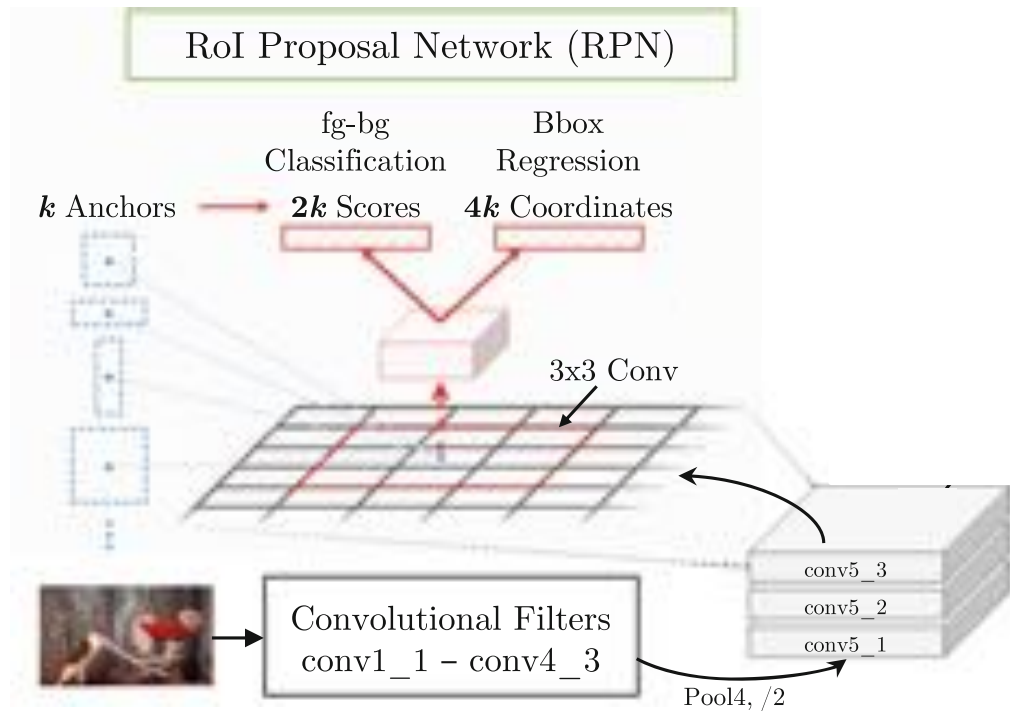 RoI Proposal Network (RPN)
fg-bg
Classification
Bbox
Regression
k Anchors
2k Scores
4k Coordinates
3x3 Conv
conv5_3
conv5_2
conv5_1
Convolutional Filters
conv1_1 – conv4_3
Pool4, /2